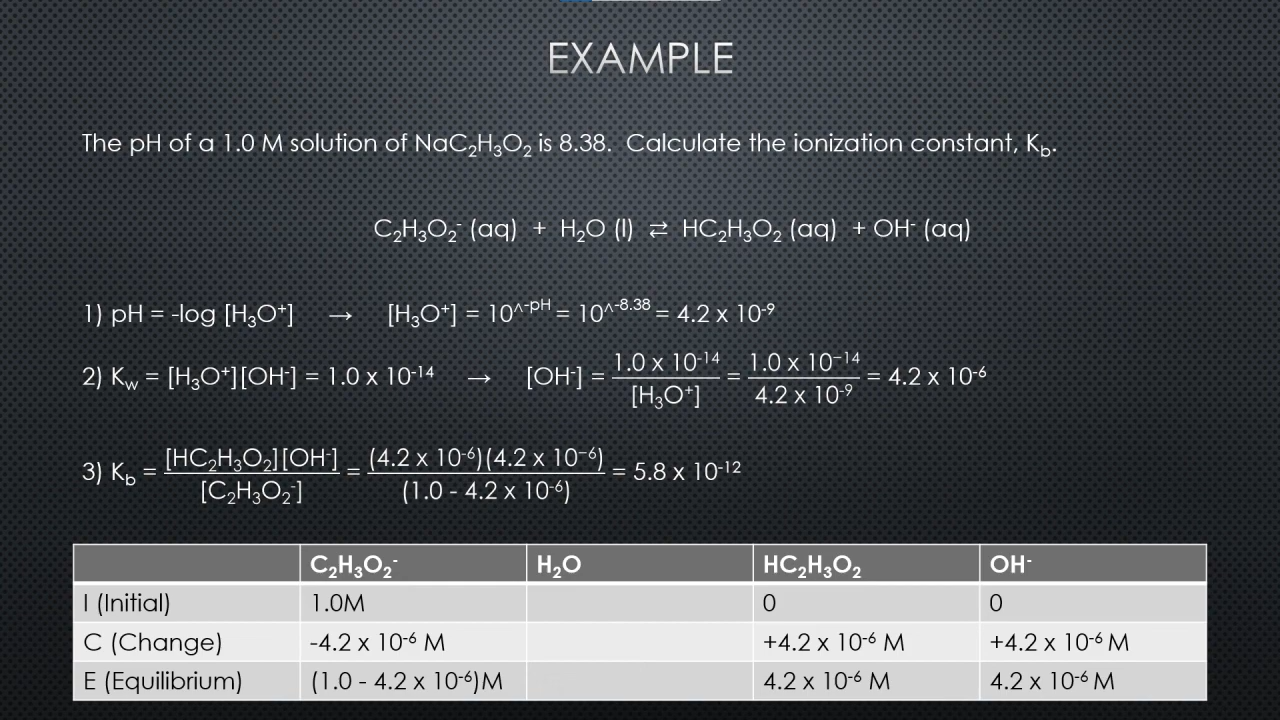 EXAMPLE
The pH of a 1.0 M solution of NaC₂H₃O₂ is 8.38.  Calculate the ionization constant, K_b.
C₂H₃O₂⁻ (aq)  +  H₂O (l)  ⇄  HC₂H₃O₂ (aq)  + OH⁻ (aq)
1) pH = -log [H₃O⁺]  →  [H₃O⁺] = 10^⁻ᵖᴴ = 10^⁻⁸·³⁸ = 4.2 x 10⁻⁹
2) K_w = [H₃O⁺][OH⁻] = 1.0 x 10⁻¹⁴  →  [OH⁻] = 1.0 x 10⁻¹⁴ / [H₃O⁺] = 1.0 x 10⁻¹⁴ / 4.2 x 10⁻⁹ = 4.2 x 10⁻⁶
3) K_b = [HC₂H₃O₂][OH⁻] / [C₂H₃O₂⁻] = (4.2 x 10⁻⁶)(4.2 x 10⁻⁶) / (1.0 - 4.2 x 10⁻⁶) = 5.8 x 10⁻¹²
C₂H₃O₂⁻ H₂O HC₂H₃O₂ OH⁻
I (Initial) 1.0M 0 0
C (Change) -4.2 x 10⁻⁶ M +4.2 x 10⁻⁶ M +4.2 x 10⁻⁶ M
E (Equilibrium) (1.0 - 4.2 x 10⁻⁶)M 4.2 x 10⁻⁶ M 4.2 x 10⁻⁶ M